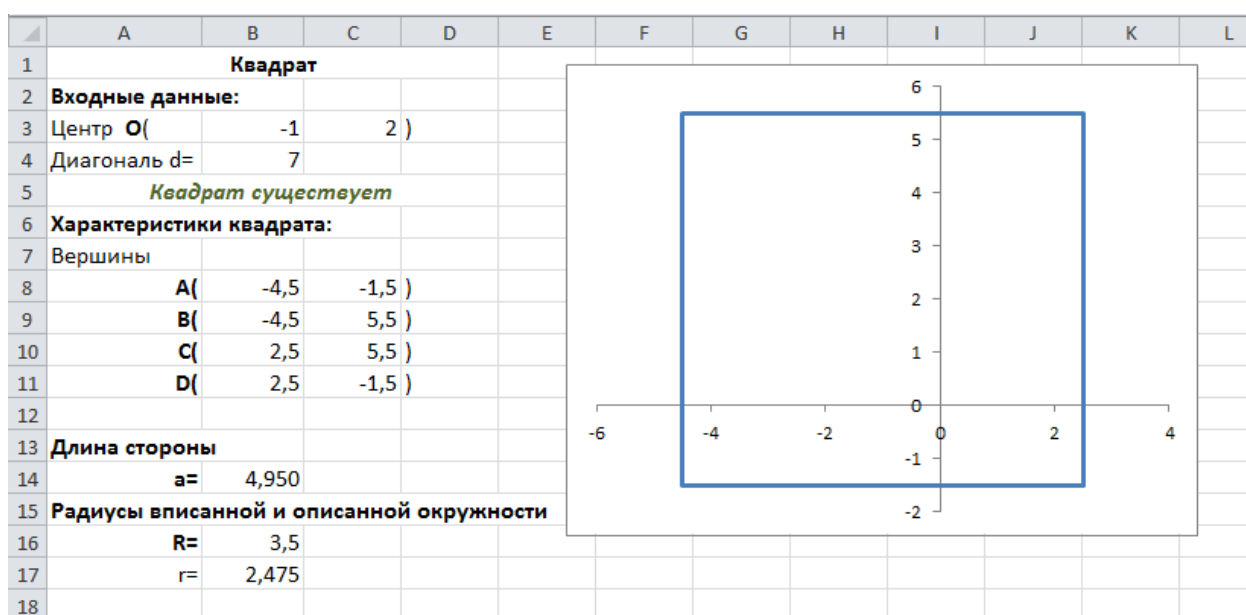 A B C D E F G H I J K L
1 Квадрат
2 Входные данные:
3 Центр О( -1 2 )
4 Диагональ d= 7
5 Квадрат существует
6 Характеристики квадрата:
7 Вершины
8 A( -4,5 -1,5 )
9 B( -4,5 5,5 )
10 C( 2,5 5,5 )
11 D( 2,5 -1,5 )
12
13 Длина стороны
14 a= 4,950
15 Радиусы вписанной и описанной окружности
16 R= 3,5
17 r= 2,475
18
6
5
4
3
2
1
0
-6 -4 -2 0 2 4
-1
-2